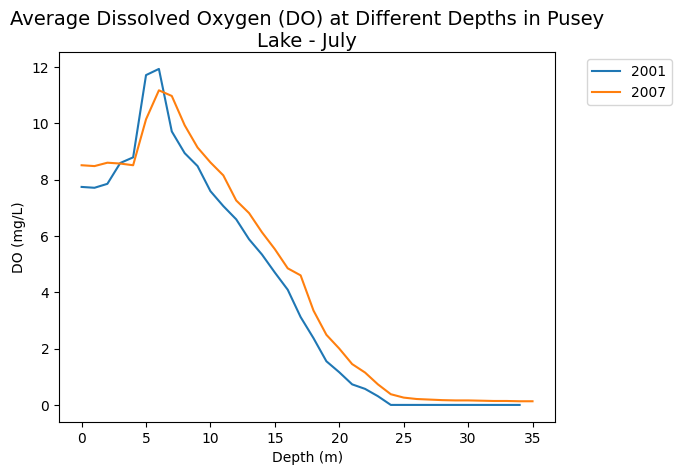 Average Dissolved Oxygen (DO) at Different Depths in Pusey
Lake - July
2001
2007
DO (mg/L)
12
10
8
6
4
2
0
0 5 10 15 20 25 30 35
Depth (m)